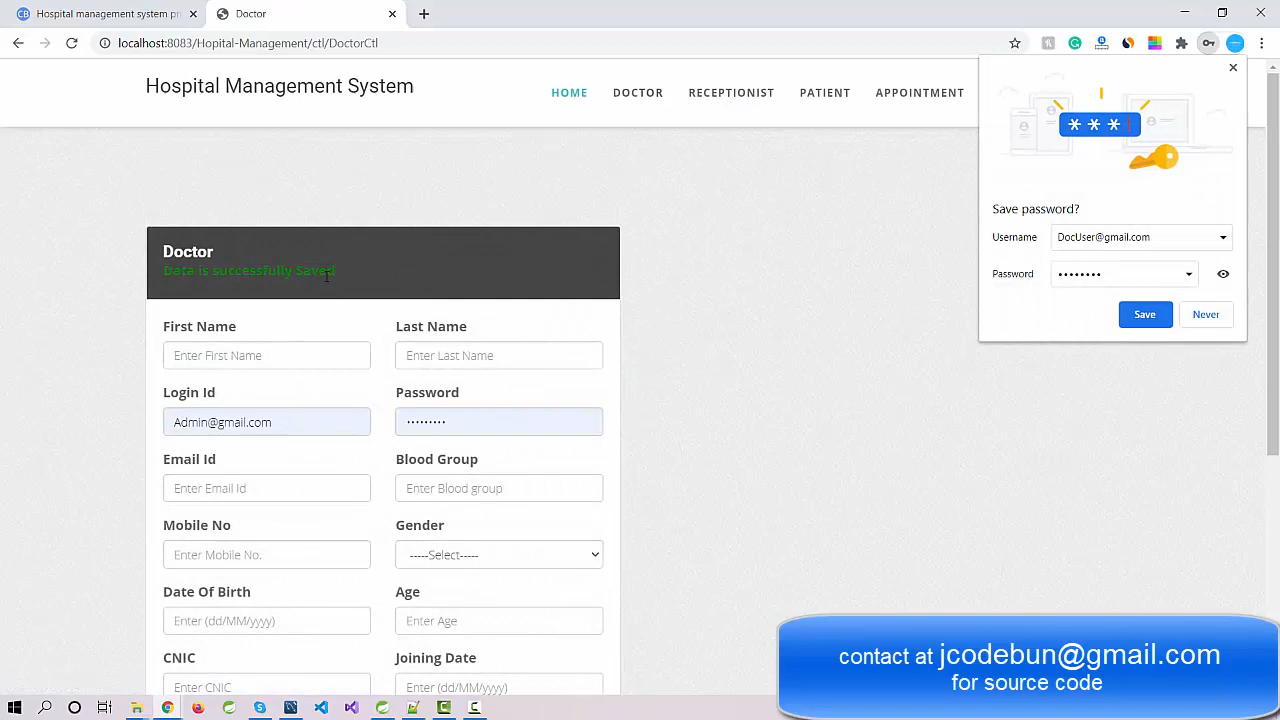 Hospital management system pr
Doctor
localhost:8083/Hopital-Management/ctl/DoctorCtl
Hospital Management System
HOME DOCTOR RECEPTIONIST PATIENT APPOINTMENT
* * *
Save password?
Username DocUser@gmail.com
Password ••••••••
Save Never
Doctor
Data is successfully Saved
First Name Last Name
Enter First Name Enter Last Name
Login Id Password
Admin@gmail.com •••••••••
Email Id Blood Group
Enter Email Id Enter Blood group
Mobile No Gender
Enter Mobile No. -----Select-----
Date Of Birth Age
Enter (dd/MM/yyyy) Enter Age
CNIC Joining Date
Enter CNIC Enter (dd/MM/yyyy)
contact at jcodebun@gmail.com
for source code